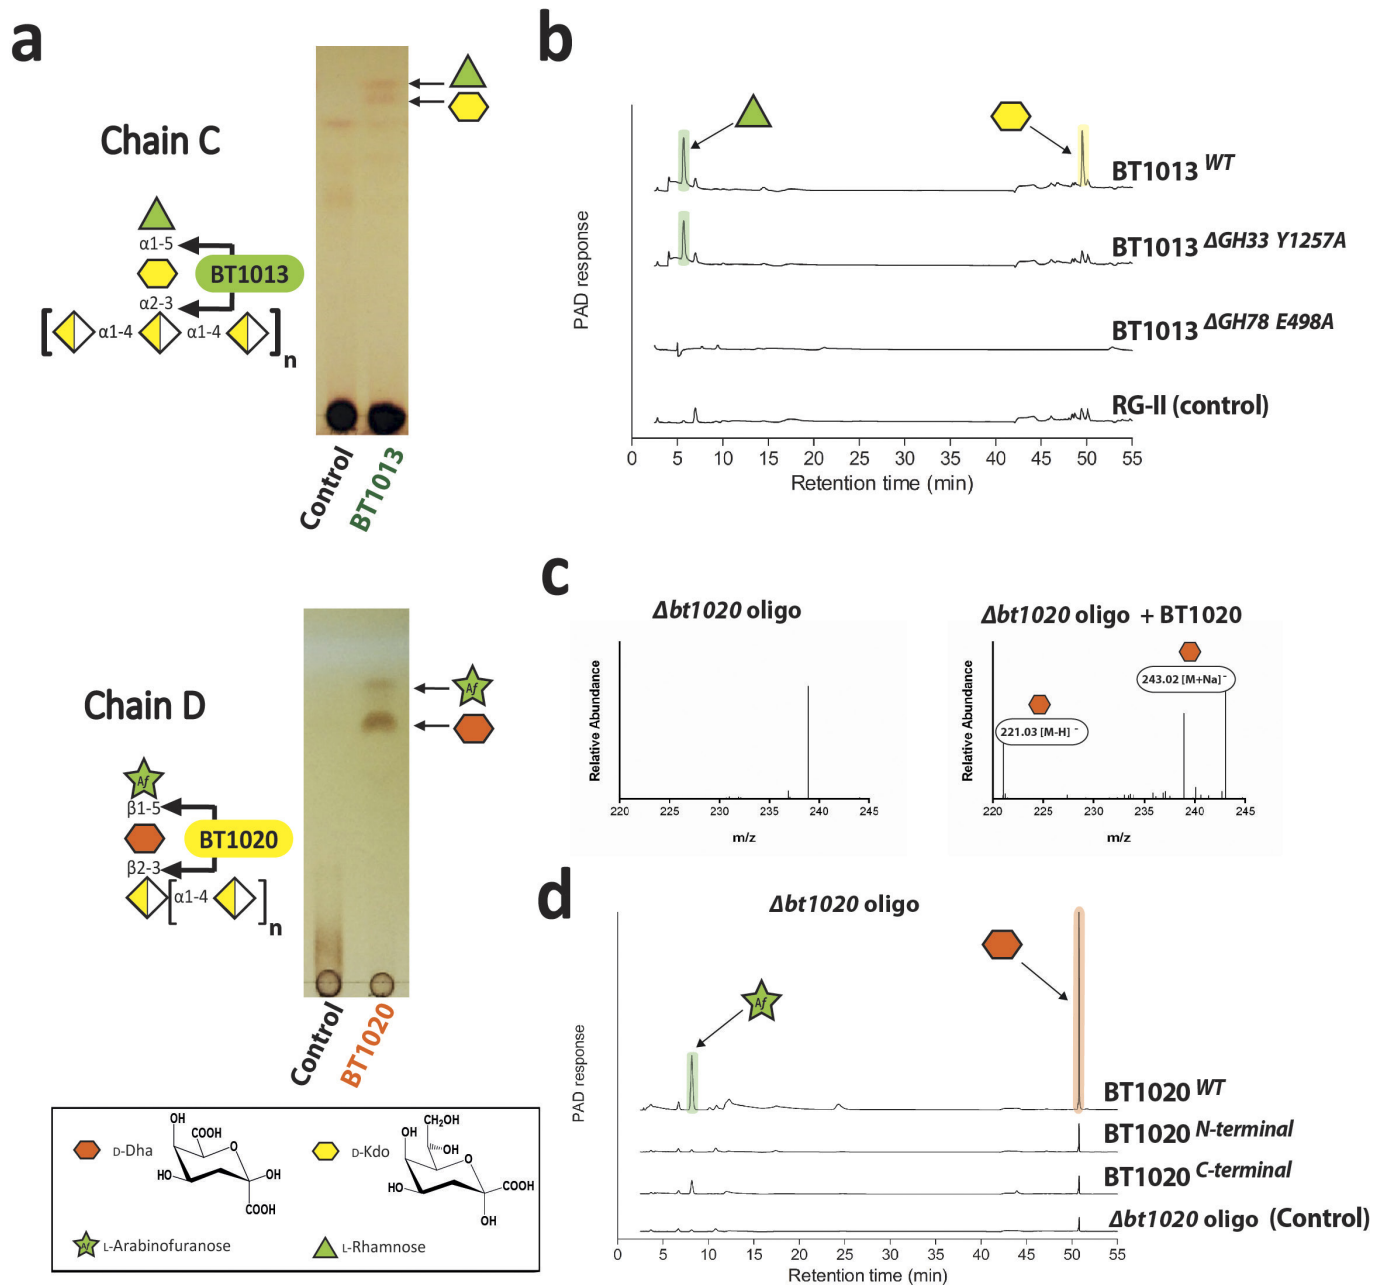 a
Chain C
α1-5
BT1013
α2-3
[ α1-4 α1-4 ]n
Control
BT1013
b
PAD response
BT1013 WT
BT1013 ΔGH33 Y1257A
BT1013 ΔGH78 E498A
RG-II (control)
0 5 10 15 20 25 30 35 40 45 50 55
Retention time (min)
Chain D
Af
β1-5
BT1020
β2-3
[α1-4 ]n
Af
Control
BT1020
c
Δbt1020 oligo
Relative Abundance
220 225 230 235 240 245
m/z
Δbt1020 oligo + BT1020
Relative Abundance
243.02 [M+Na]-
221.03 [M-H] -
220 225 230 235 240 245
m/z
d
Δbt1020 oligo
Af
PAD response
BT1020 WT
BT1020 N-terminal
BT1020 C-terminal
Δbt1020 oligo (Control)
0 5 10 15 20 25 30 35 40 45 50 55
Retention time (min)
D-Dha
OH
COOH
O
HO
OH
COOH
D-Kdo
CH2OH
OH
OH
O
HO
COOH
OH
Af L-Arabinofuranose
L-Rhamnose